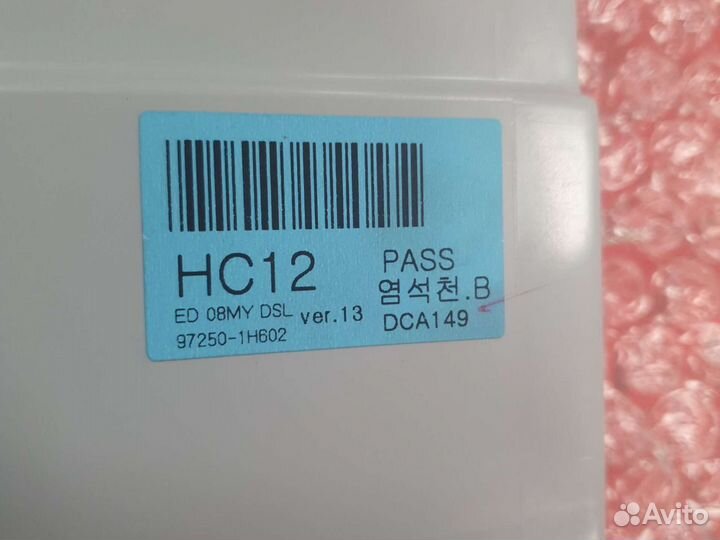 HC12
ED 08MY DSL ver.13
97250-1H602
PASS
염석천.B
DCA149
Avito